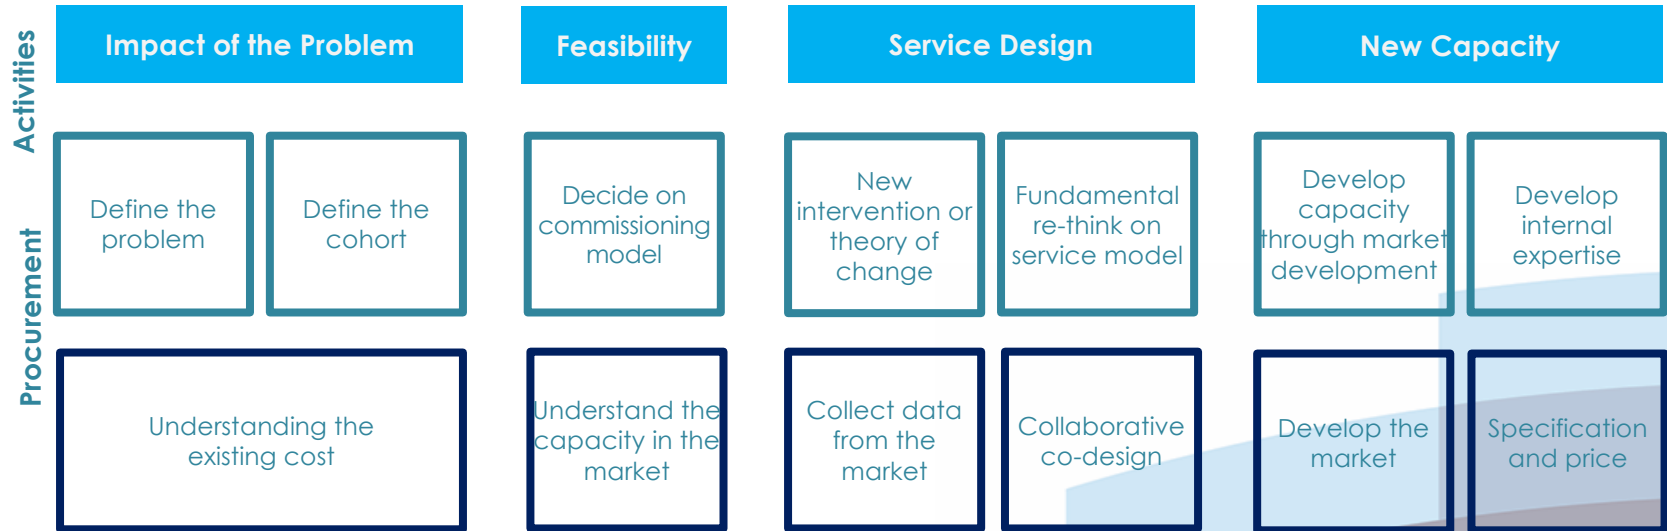 Activities
Impact of the Problem
Feasibility
Service Design
New Capacity
Define the
problem
Define the
cohort
Decide on
commissioning
model
New
intervention or
theory of
change
Fundamental
re-think on
service model
Develop
capacity
through market
development
Develop
internal
expertise
Procurement
Understanding the
existing cost
Understand the
capacity in the
market
Collect data
from the
market
Collaborative
co-design
Develop the
market
Specification
and price